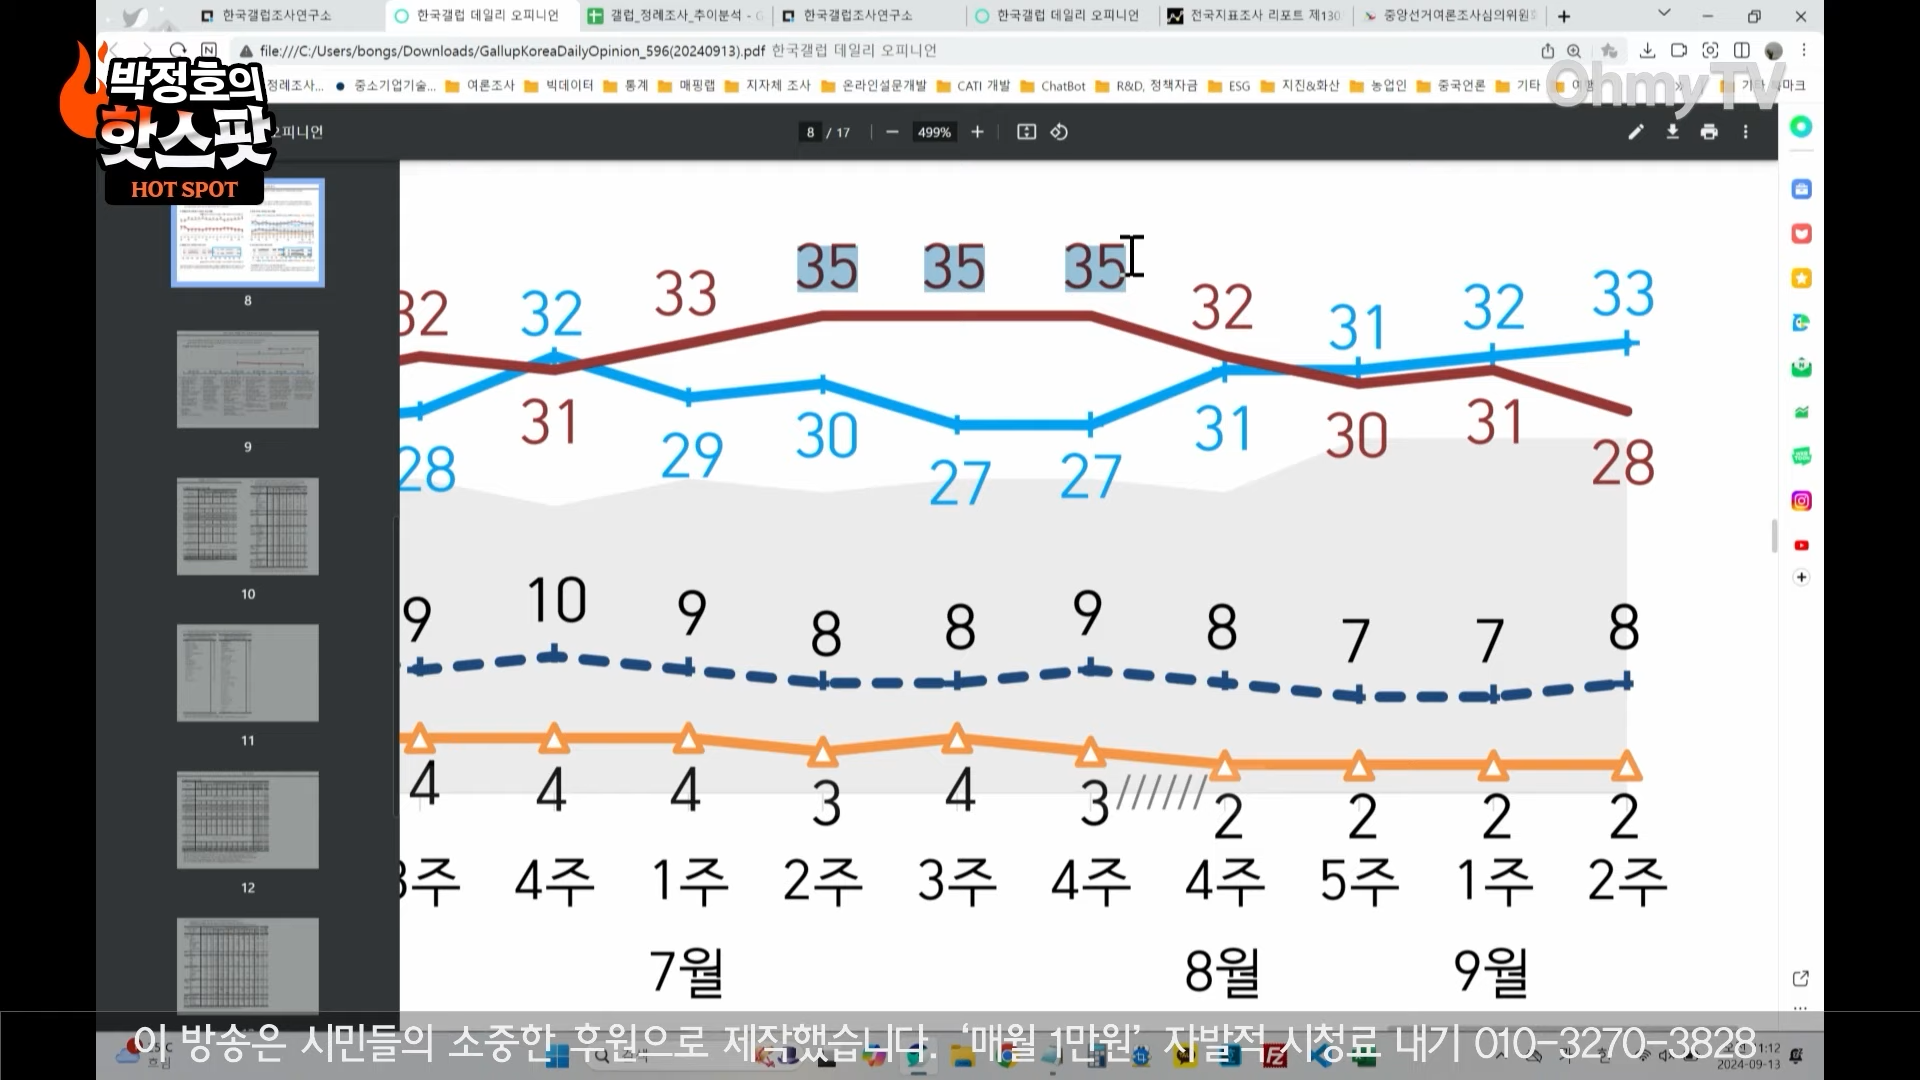 한국갤럽조사연구소
한국갤럽 데일리 오피니언
갤럽_정례조사_추이분석 - G
한국갤럽조사연구소
한국갤럽 데일리 오피니언
전국지표조사 리포트 제130
중앙선거여론조사심의위원회
file:///C:/Users/bongs/Downloads/GallupKoreaDailyOpinion_596(20240913).pdf 한국갤럽 데일리 오피니언
정례조사... 중소기업기술... 여론조사 빅데이터 통계 매핑랩 지자체 조사 온라인설문개발 CATI 개발 ChatBot R&D, 정책자금 ESG 지진&화산 농업인 중국언론 기타
OhmyTV
박정호의
핫스팟
HOT SPOT
오피니언
8 / 17
499%
8
9
10
11
12
35 35 35
32 32 33 32 31 32 33
28 31 29 30 27 27 31 30 31 28
9 10 9 8 8 9 8 7 7 8
4 4 4 3 4 3 2 2 2 2
3주 4주 1주 2주 3주 4주 4주 5주 1주 2주
7월 8월 9월
이 방송은 시민들의 소중한 후원으로 제작했습니다. ‘매월 1만원’ 자발적 시청료 내기 010-3270-3828
2024-09-13